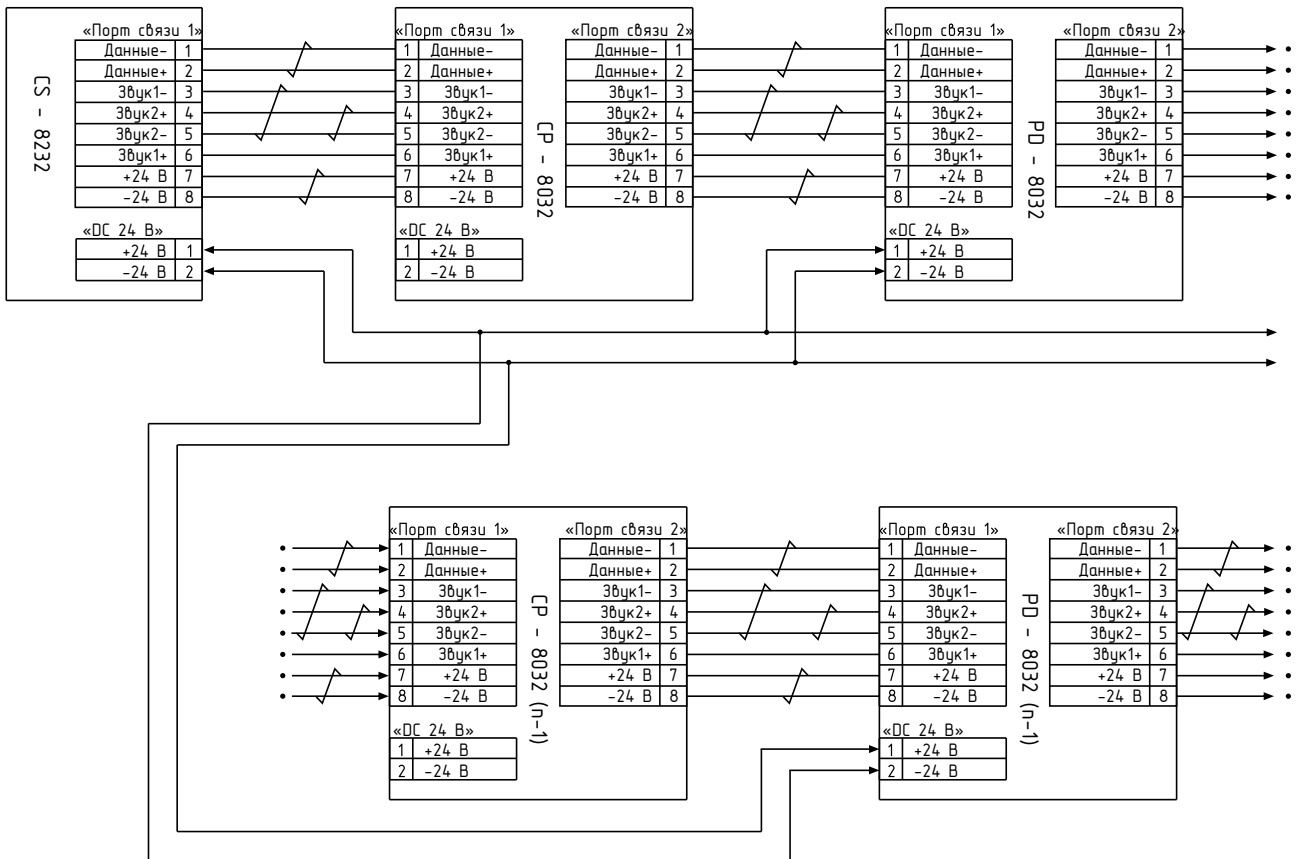 CS - 8232
«Порт связи 1»
Данные- 1
Данные+ 2
Звук1- 3
Звук2+ 4
Звук2- 5
Звук1+ 6
+24 В 7
-24 В 8
«DC 24 В»
+24 В 1
-24 В 2
CP - 8032
«Порт связи 1»
1 Данные-
2 Данные+
3 Звук1-
4 Звук2+
5 Звук2-
6 Звук1+
7 +24 В
8 -24 В
«DC 24 В»
1 +24 В
2 -24 В
«Порт связи 2»
Данные- 1
Данные+ 2
Звук1- 3
Звук2+ 4
Звук2- 5
Звук1+ 6
+24 В 7
-24 В 8
PD - 8032
«Порт связи 1»
1 Данные-
2 Данные+
3 Звук1-
4 Звук2+
5 Звук2-
6 Звук1+
7 +24 В
8 -24 В
«DC 24 В»
1 +24 В
2 -24 В
«Порт связи 2»
Данные- 1
Данные+ 2
Звук1- 3
Звук2+ 4
Звук2- 5
Звук1+ 6
+24 В 7
-24 В 8
CP - 8032 (n-1)
«Порт связи 1»
1 Данные-
2 Данные+
3 Звук1-
4 Звук2+
5 Звук2-
6 Звук1+
7 +24 В
8 -24 В
«DC 24 В»
1 +24 В
2 -24 В
«Порт связи 2»
Данные- 1
Данные+ 2
Звук1- 3
Звук2+ 4
Звук2- 5
Звук1+ 6
+24 В 7
-24 В 8
PD - 8032 (n-1)
«Порт связи 1»
1 Данные-
2 Данные+
3 Звук1-
4 Звук2+
5 Звук2-
6 Звук1+
7 +24 В
8 -24 В
«DC 24 В»
1 +24 В
2 -24 В
«Порт связи 2»
Данные- 1
Данные+ 2
Звук1- 3
Звук2+ 4
Звук2- 5
Звук1+ 6
+24 В 7
-24 В 8